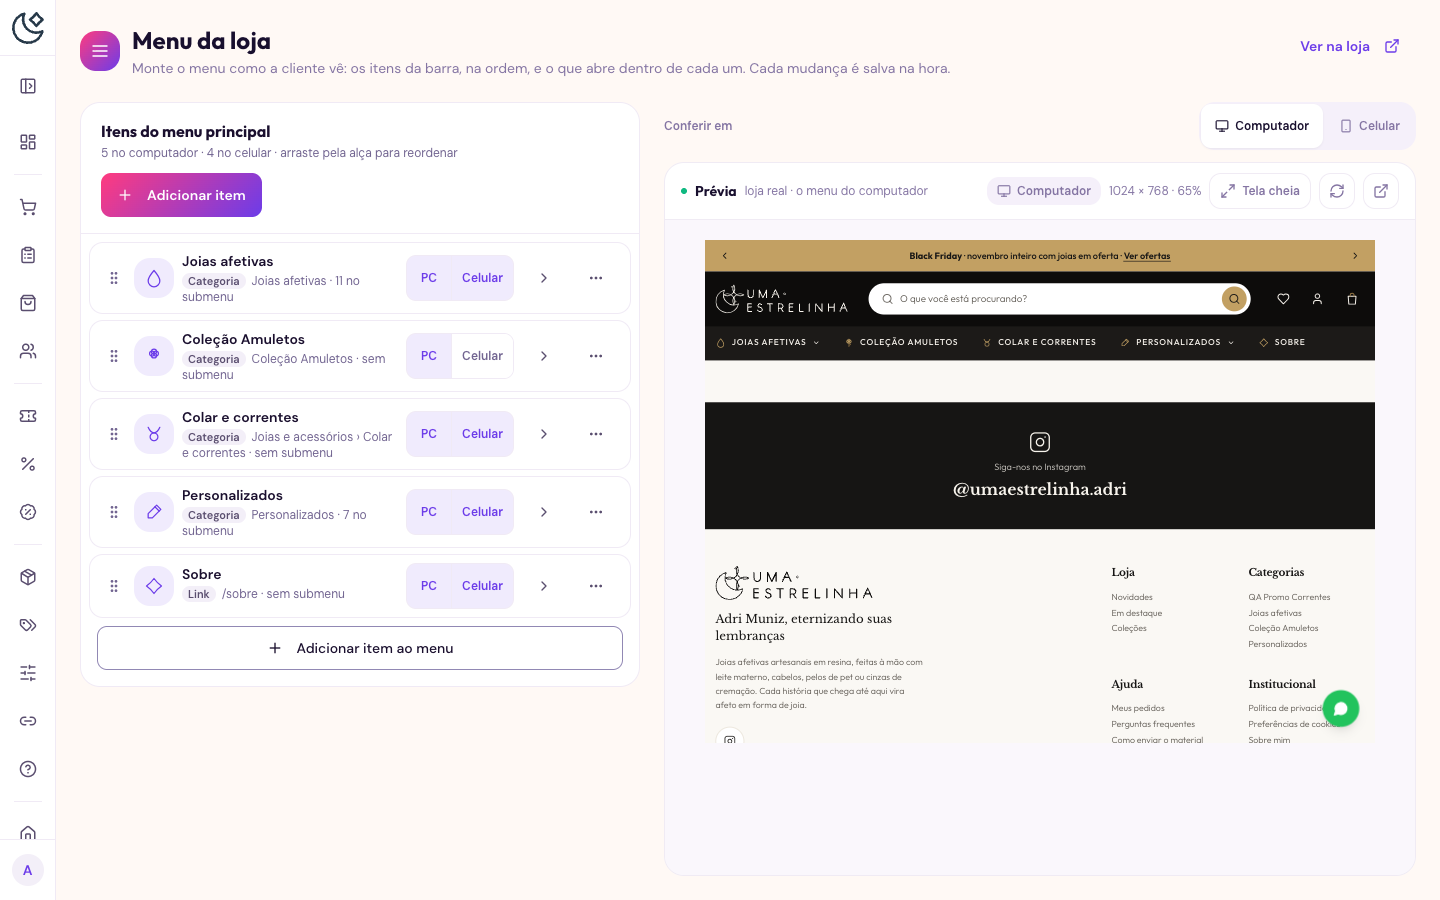 Menu da loja
Monte o menu como a cliente vê: os itens da barra, na ordem, e o que abre dentro de cada um. Cada mudança é salva na hora.
Ver na loja
Itens do menu principal
5 no computador · 4 no celular · arraste pela alça para reordenar
Adicionar item
Joias afetivas
Categoria Joias afetivas · 11 no
submenu
PC Celular
Coleção Amuletos
Categoria Coleção Amuletos · sem
submenu
PC Celular
Colar e correntes
Categoria Joias e acessórios › Colar
e correntes · sem submenu
PC Celular
Personalizados
Categoria Personalizados · 7 no
submenu
PC Celular
Sobre
Link /sobre · sem submenu
PC Celular
Adicionar item ao menu
A
Conferir em
Computador Celular
Prévia loja real · o menu do computador
Computador 1024 × 768 · 65% Tela cheia
Black Friday · novembro inteiro com joias em oferta · Ver ofertas
UMA
ESTRELINHA
O que você está procurando?
JOIAS AFETIVAS COLEÇÃO AMULETOS COLAR E CORRENTES PERSONALIZADOS SOBRE
Siga-nos no Instagram
@umaestrelinha.adri
UMA
ESTRELINHA
Adri Muniz, eternizando suas
lembranças
Joias afetivas artesanais em resina, feitas à mão com
leite materno, cabelos, pelos de pet ou cinzas de
cremação. Cada história que chega até aqui vira
afeto em forma de joia.
Loja
Novidades
Em destaque
Coleções
Categorias
QA Promo Correntes
Joias afetivas
Coleção Amuletos
Personalizados
Ajuda
Meus pedidos
Perguntas frequentes
Como enviar o material
Institucional
Política de privacid
Preferências de cookie
Sobre mim